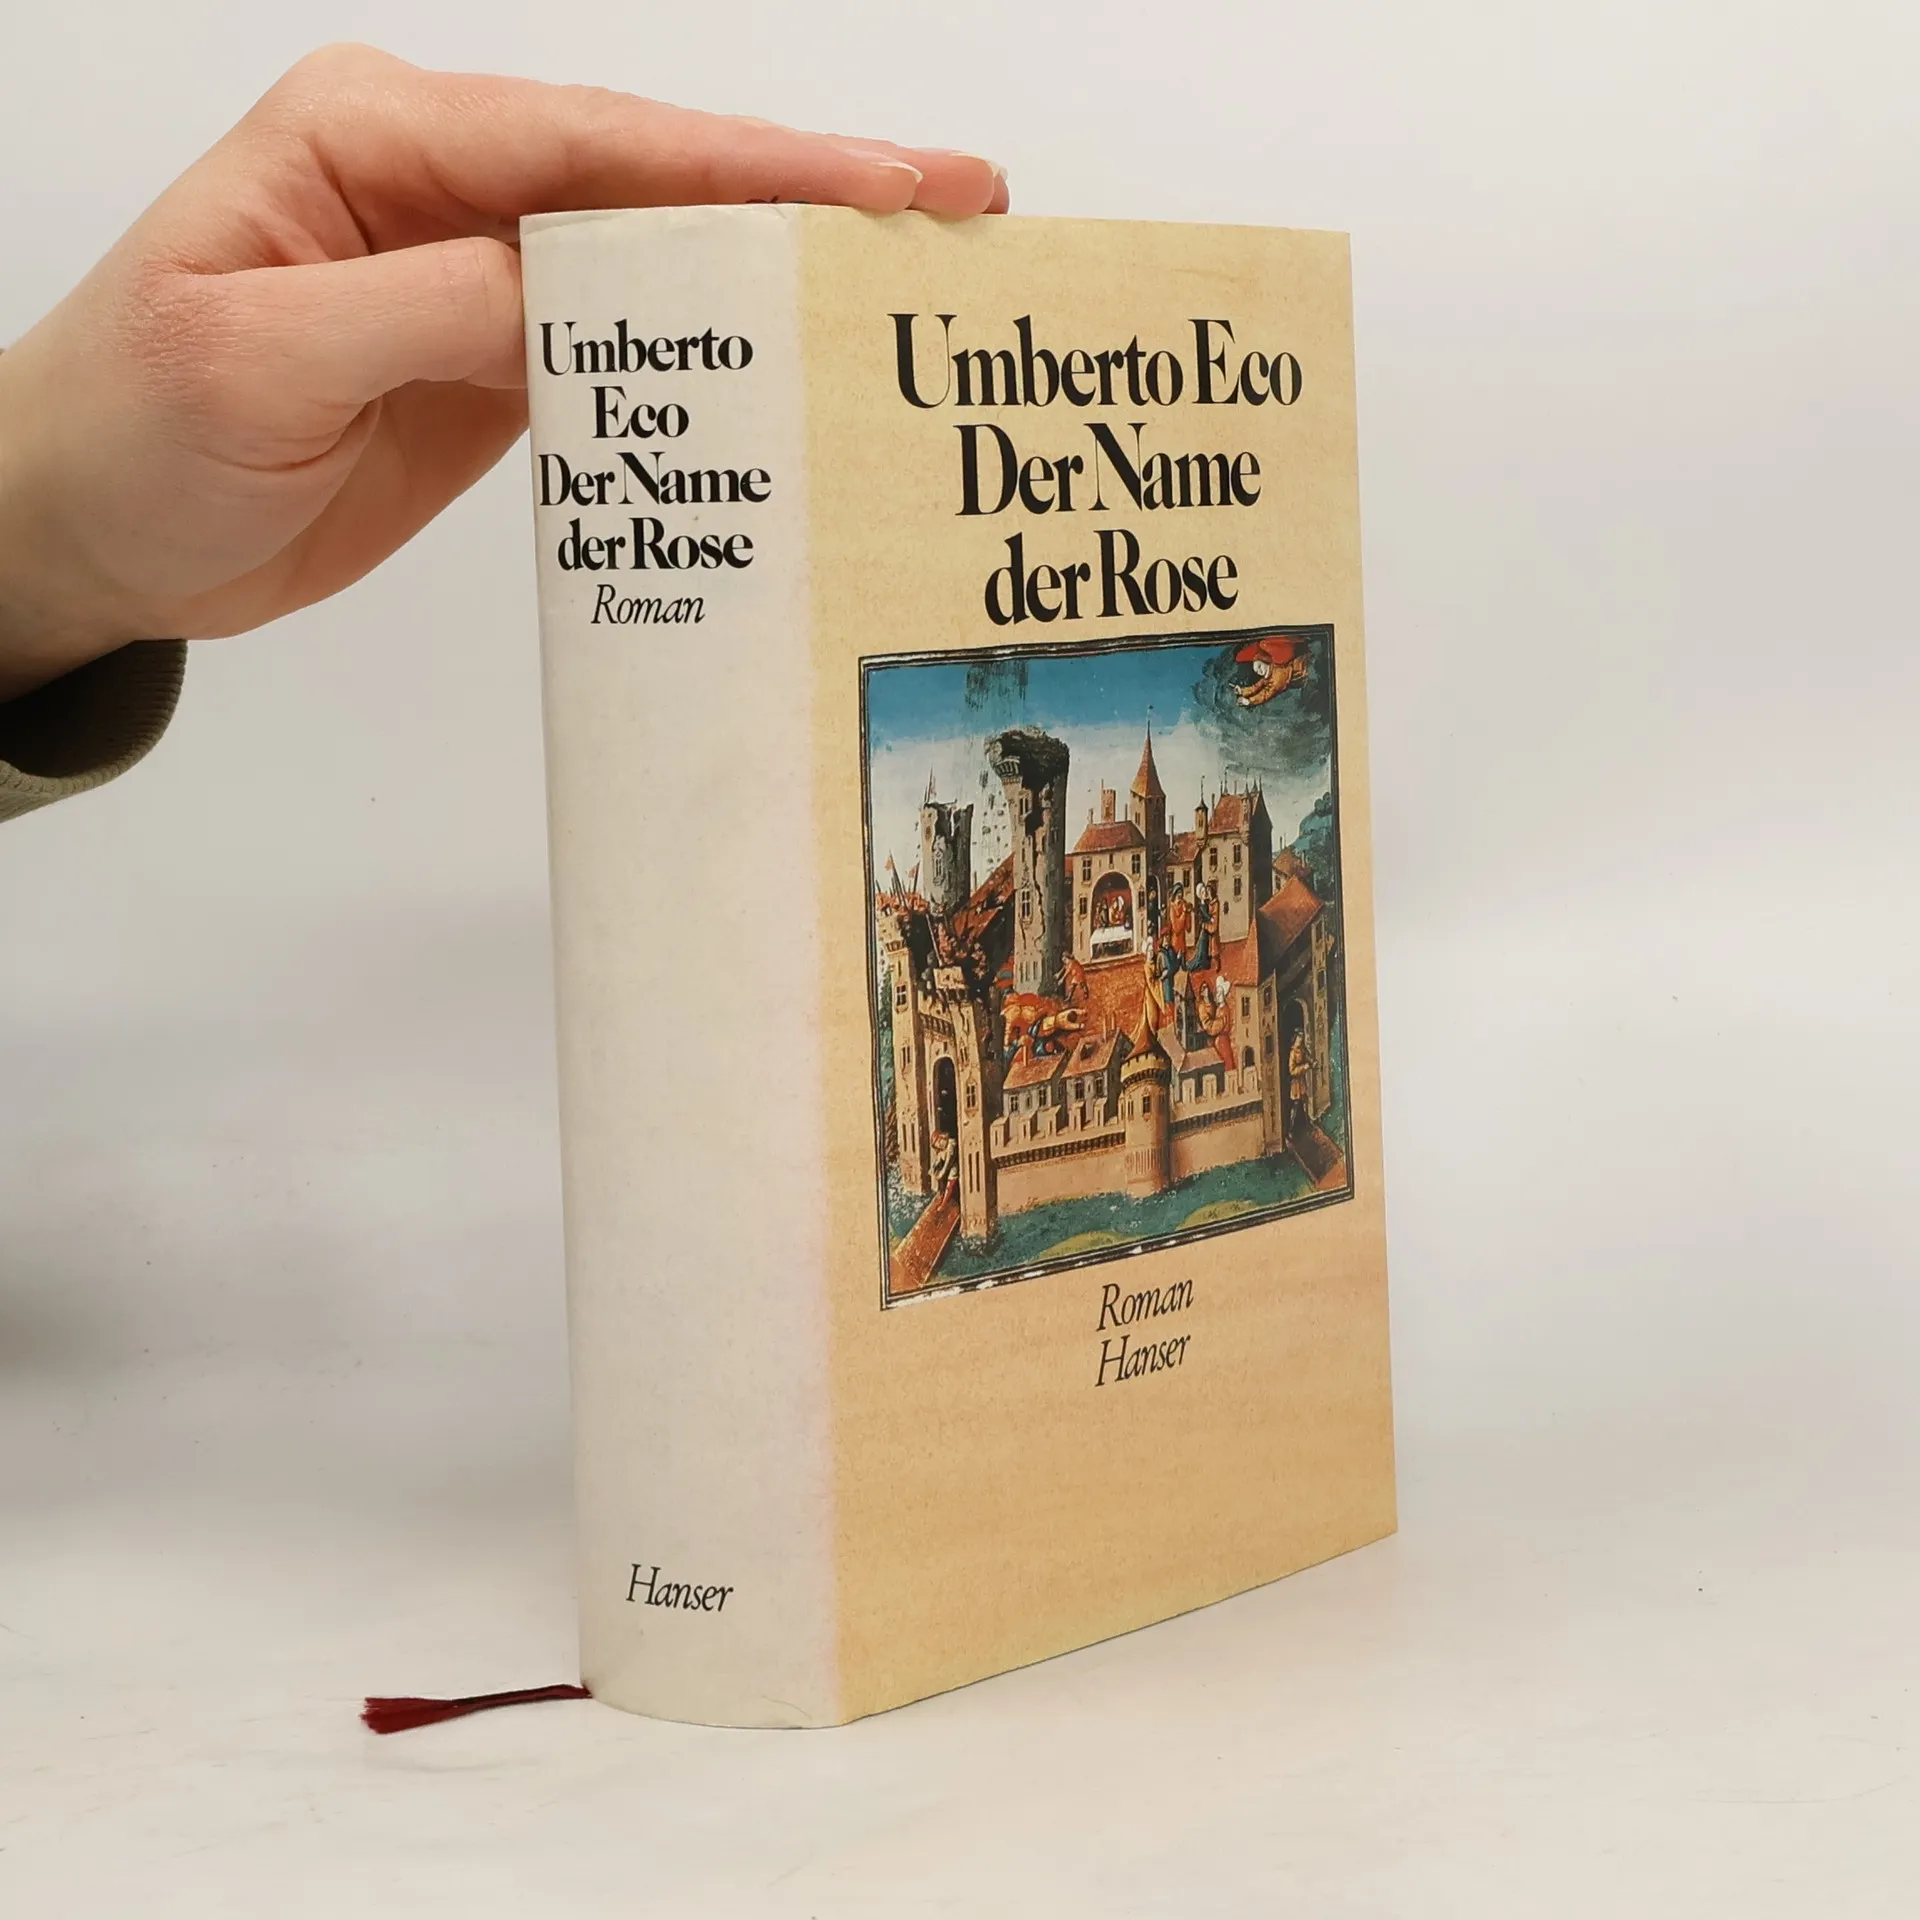 Umberto
Eco
Der Name
der Rose
Roman
Hanser
Umberto Eco
Der Name
der Rose
Roman
Hanser